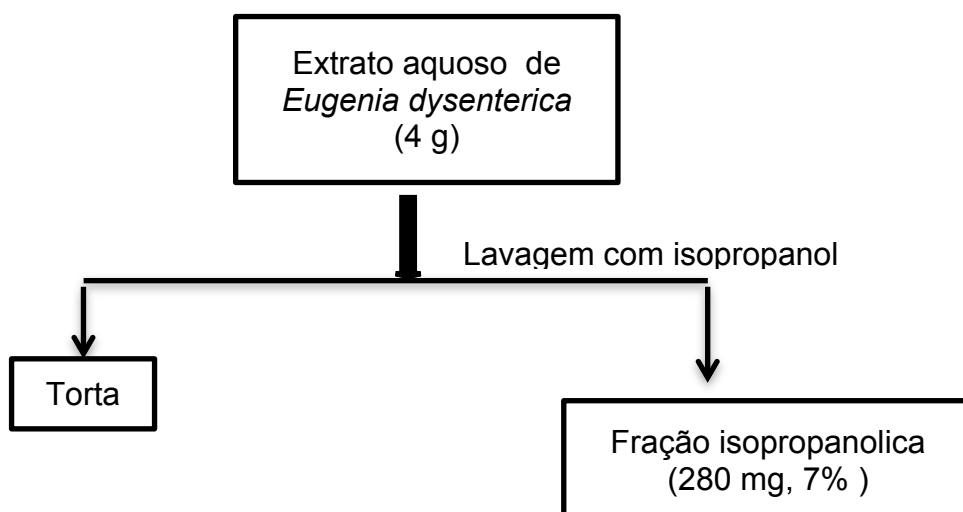 Extrato aquoso de
Eugenia dysenterica
(4 g)
Lavagem com isopropanol
Torta
Fração isopropanolica
(280 mg, 7% )